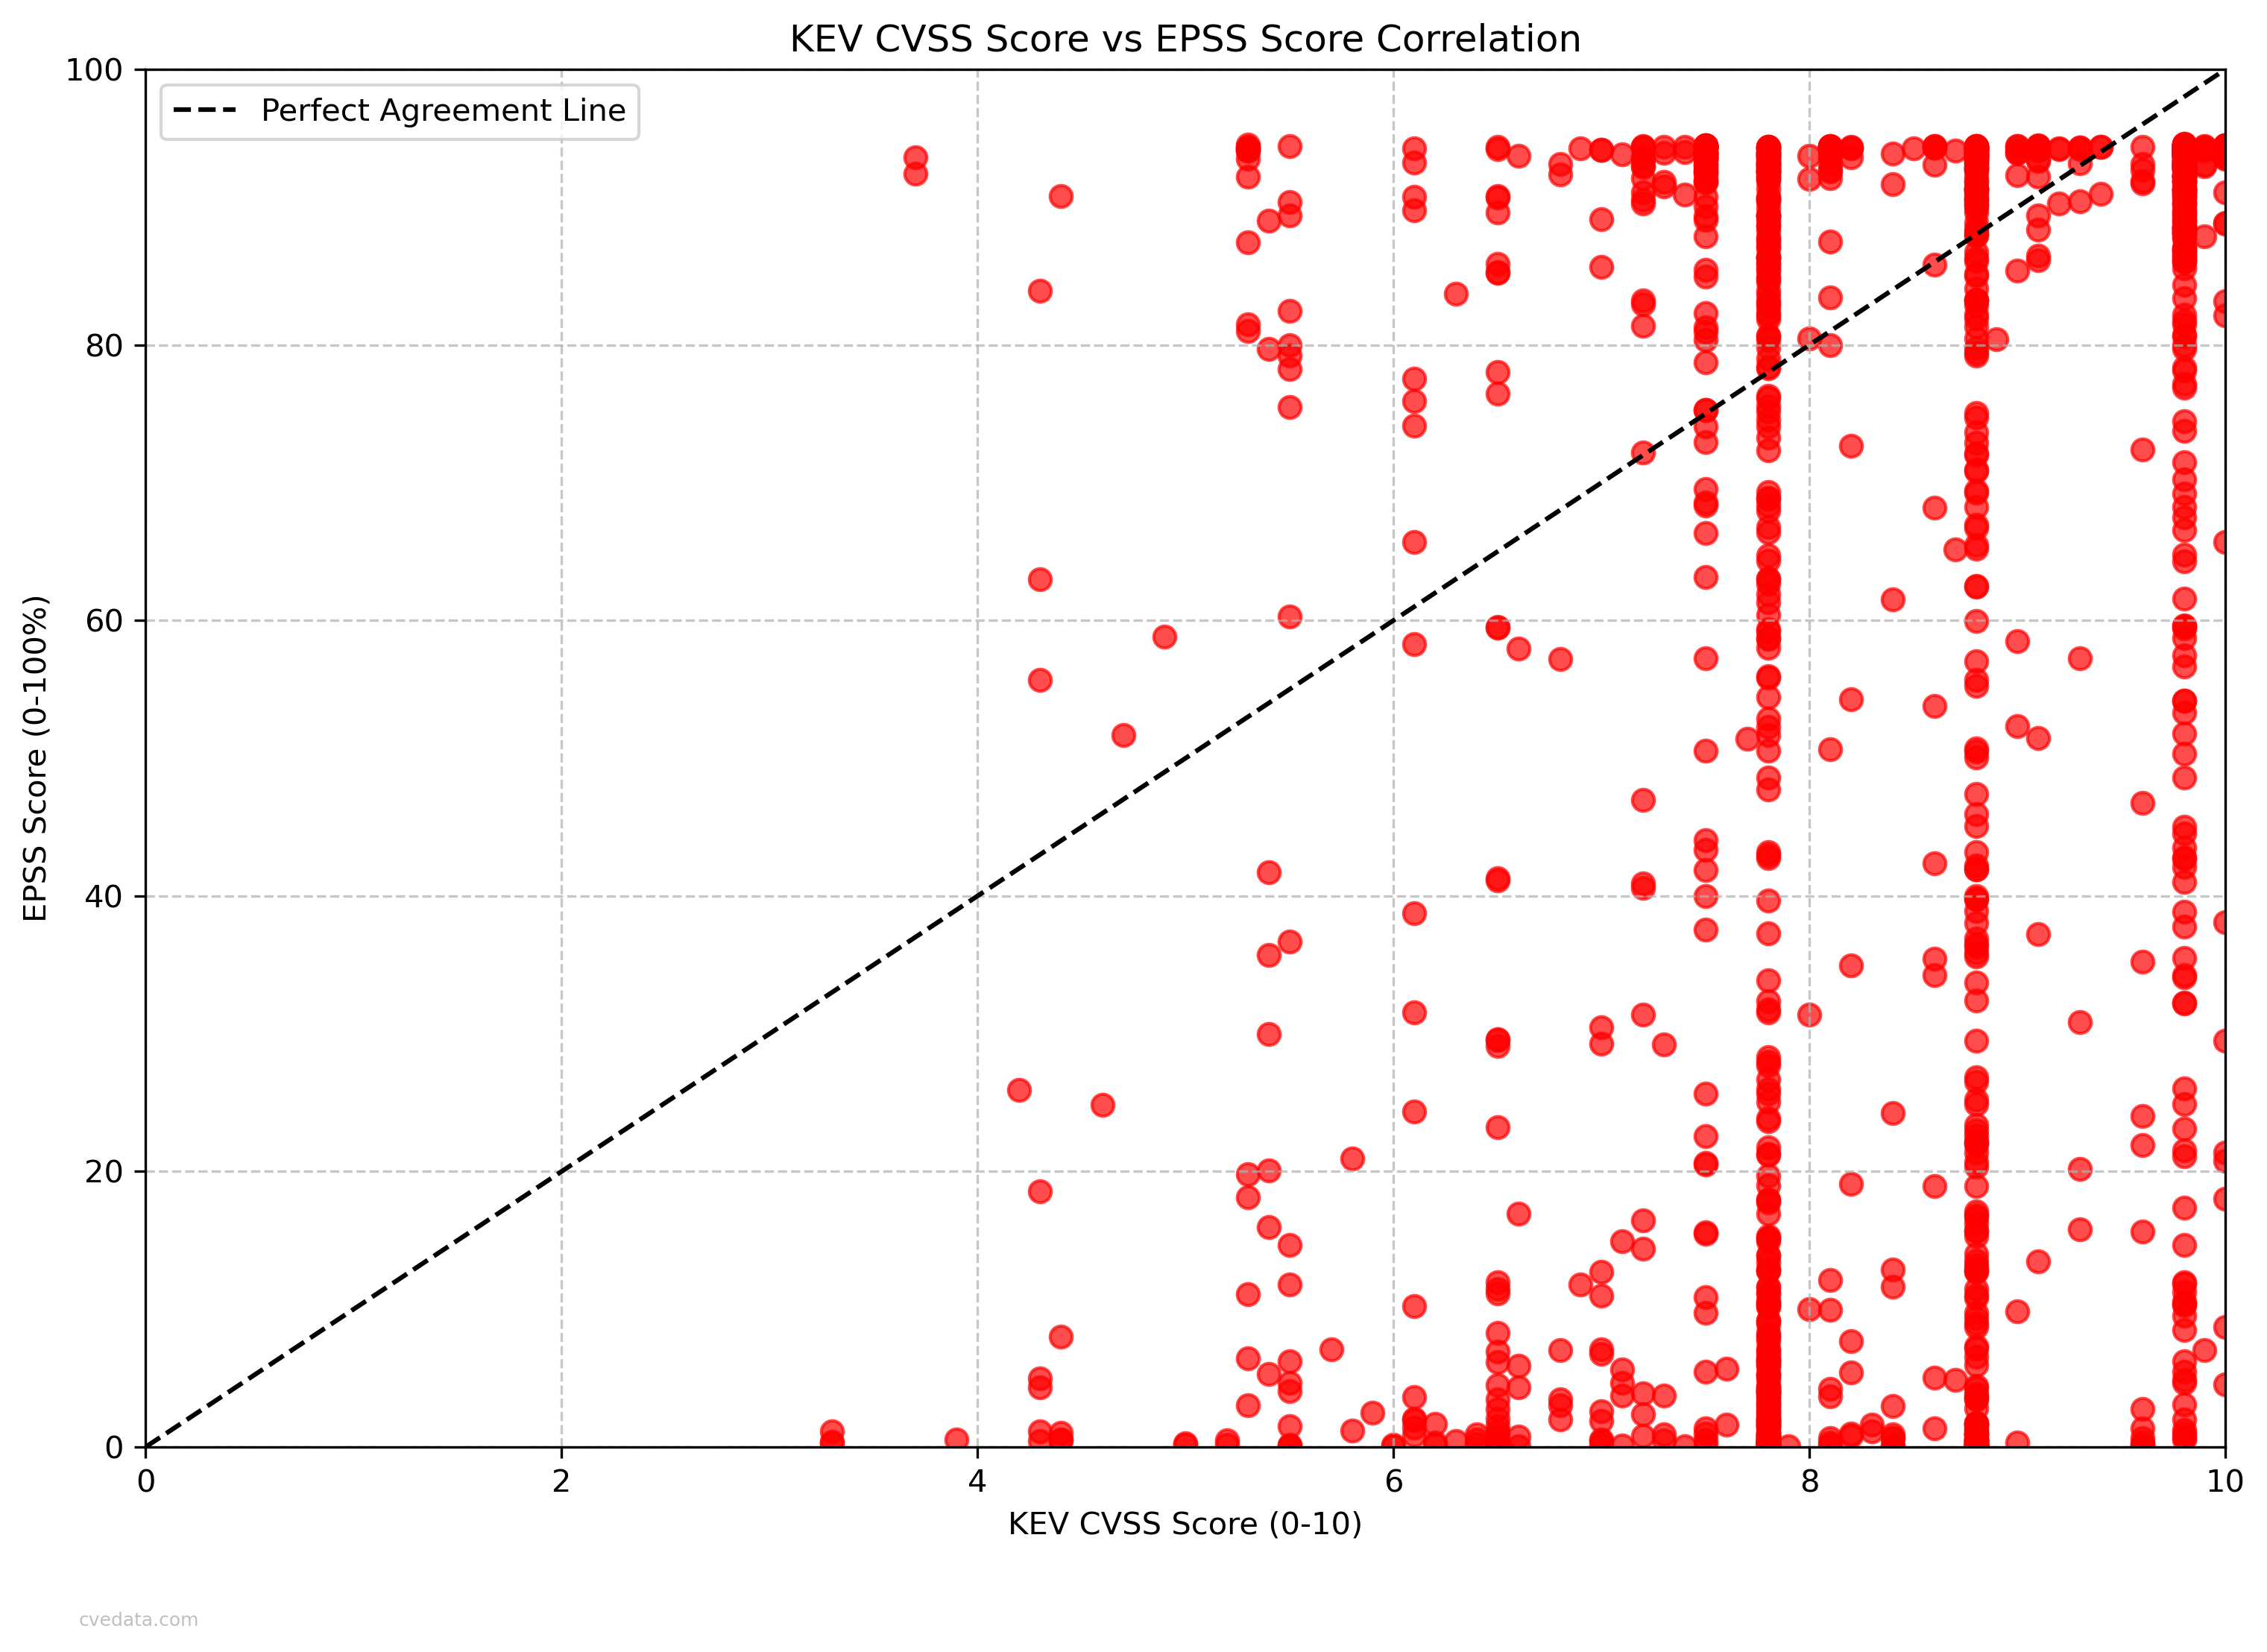 KEV CVSS Score vs EPSS Score Correlation
Perfect Agreement Line
EPSS Score (0-100%)
100
80
60
40
20
0
0 2 4 6 8 10
KEV CVSS Score (0-10)
cvedata.com